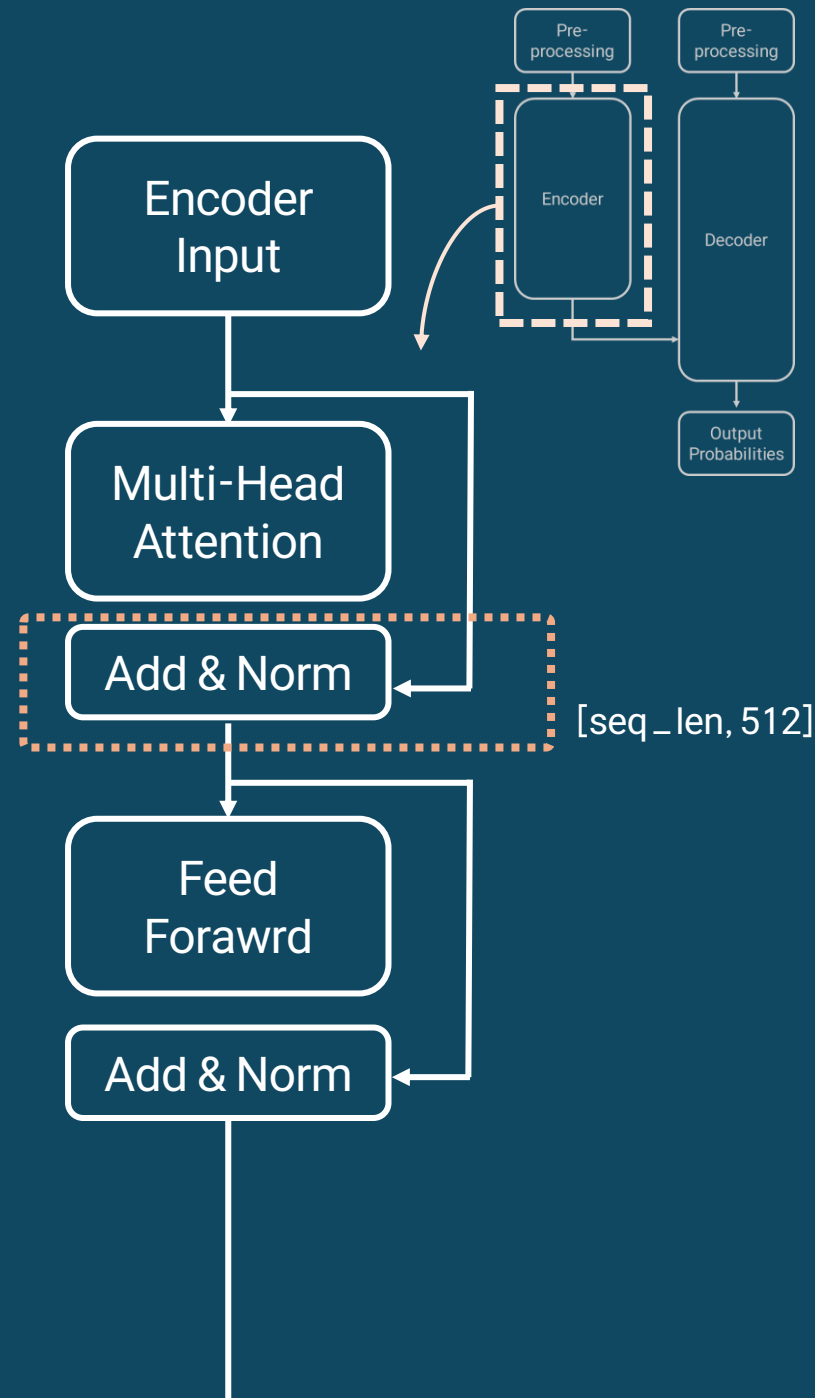 Pre-
processing
Pre-
processing
Encoder
Decoder
Output
Probabilities
Encoder
Input
Multi-Head
Attention
Add & Norm
[seq_len, 512]
Feed
Forawrd
Add & Norm